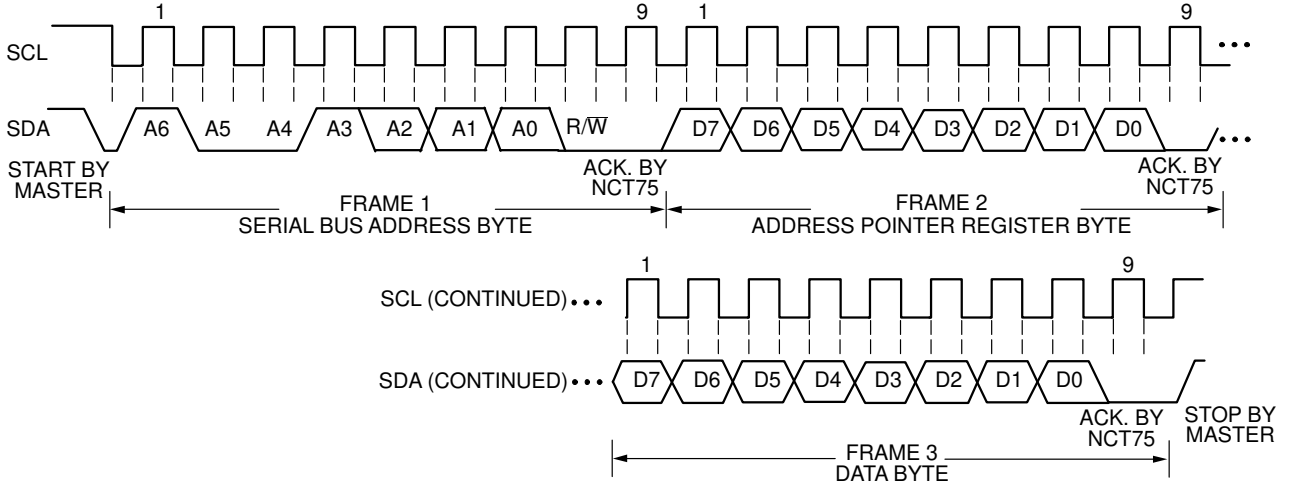 1 9 1 9
SCL
SDA A6 A5 A4 A3 A2 A1 A0 R/W̅ D7 D6 D5 D4 D3 D2 D1 D0
START BY
MASTER
ACK. BY
NCT75
ACK. BY
NCT75
FRAME 1
SERIAL BUS ADDRESS BYTE
FRAME 2
ADDRESS POINTER REGISTER BYTE
1 9
SCL (CONTINUED)
SDA (CONTINUED) D7 D6 D5 D4 D3 D2 D1 D0
ACK. BY
NCT75
STOP BY
MASTER
FRAME 3
DATA BYTE